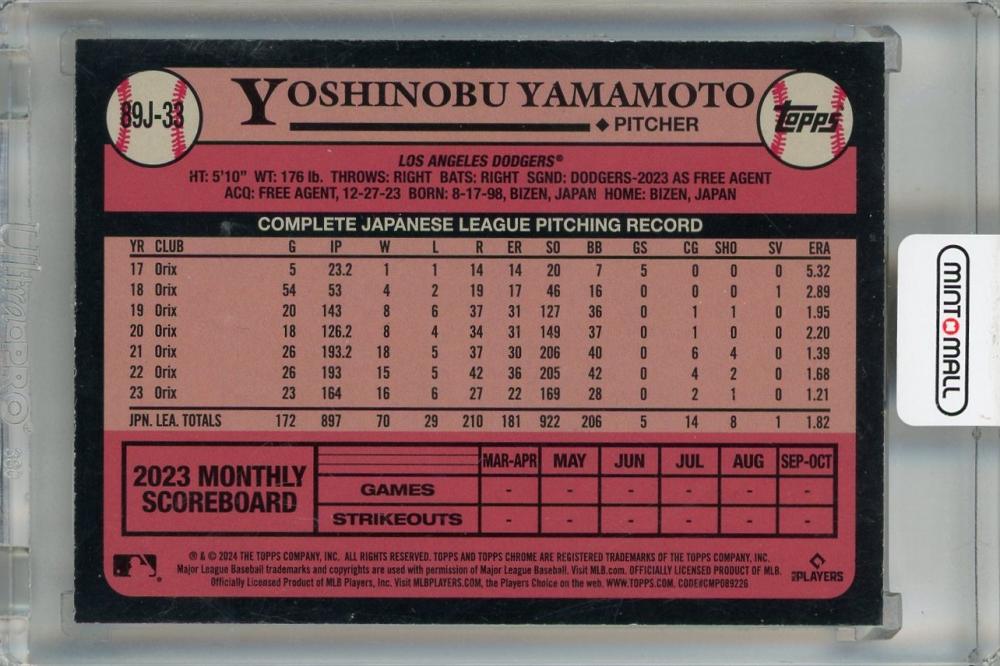 89J-33
YOSHINOBU YAMAMOTO
◆ PITCHER
topps
LOS ANGELES DODGERS®
HT: 5'10" WT: 176 lb. THROWS: RIGHT BATS: RIGHT SGND: DODGERS-2023 AS FREE AGENT
ACQ: FREE AGENT, 12-27-23 BORN: 8-17-98, BIZEN, JAPAN HOME: BIZEN, JAPAN
COMPLETE JAPANESE LEAGUE PITCHING RECORD
YR CLUB G IP W L R ER SO BB GS CG SHO SV ERA
17 Orix 5 23.2 1 1 14 14 20 7 5 0 0 0 5.32
18 Orix 54 53 4 2 19 17 46 16 0 0 0 1 2.89
19 Orix 20 143 8 6 37 31 127 36 0 1 1 0 1.95
20 Orix 18 126.2 8 4 34 31 149 37 0 1 0 0 2.20
21 Orix 26 193.2 18 5 37 30 206 40 0 6 4 0 1.39
22 Orix 26 193 15 5 42 36 205 42 0 4 2 0 1.68
23 Orix 23 164 16 6 27 22 169 28 0 2 1 0 1.21
JPN. LEA. TOTALS 172 897 70 29 210 181 922 206 5 14 8 1 1.82
2023 MONTHLY
SCOREBOARD
MAR-APR MAY JUN JUL AUG SEP-OCT
GAMES - - - - - -
STRIKEOUTS - - - - - -
® & © 2024 THE TOPPS COMPANY, INC. ALL RIGHTS RESERVED. TOPPS AND TOPPS CHROME ARE REGISTERED TRADEMARKS OF THE TOPPS COMPANY, INC.
Major League Baseball trademarks and copyrights are used with permission of Major League Baseball. Visit MLB.com. OFFICIALLY LICENSED PRODUCT OF MLB.
Officially Licensed Product of MLB Players, Inc. Visit MLBPLAYERS.COM, the Players Choice on the web. WWW.TOPPS.COM. CODE#CMP089226
PLAYERS
MINT MALL
Ultra PRO